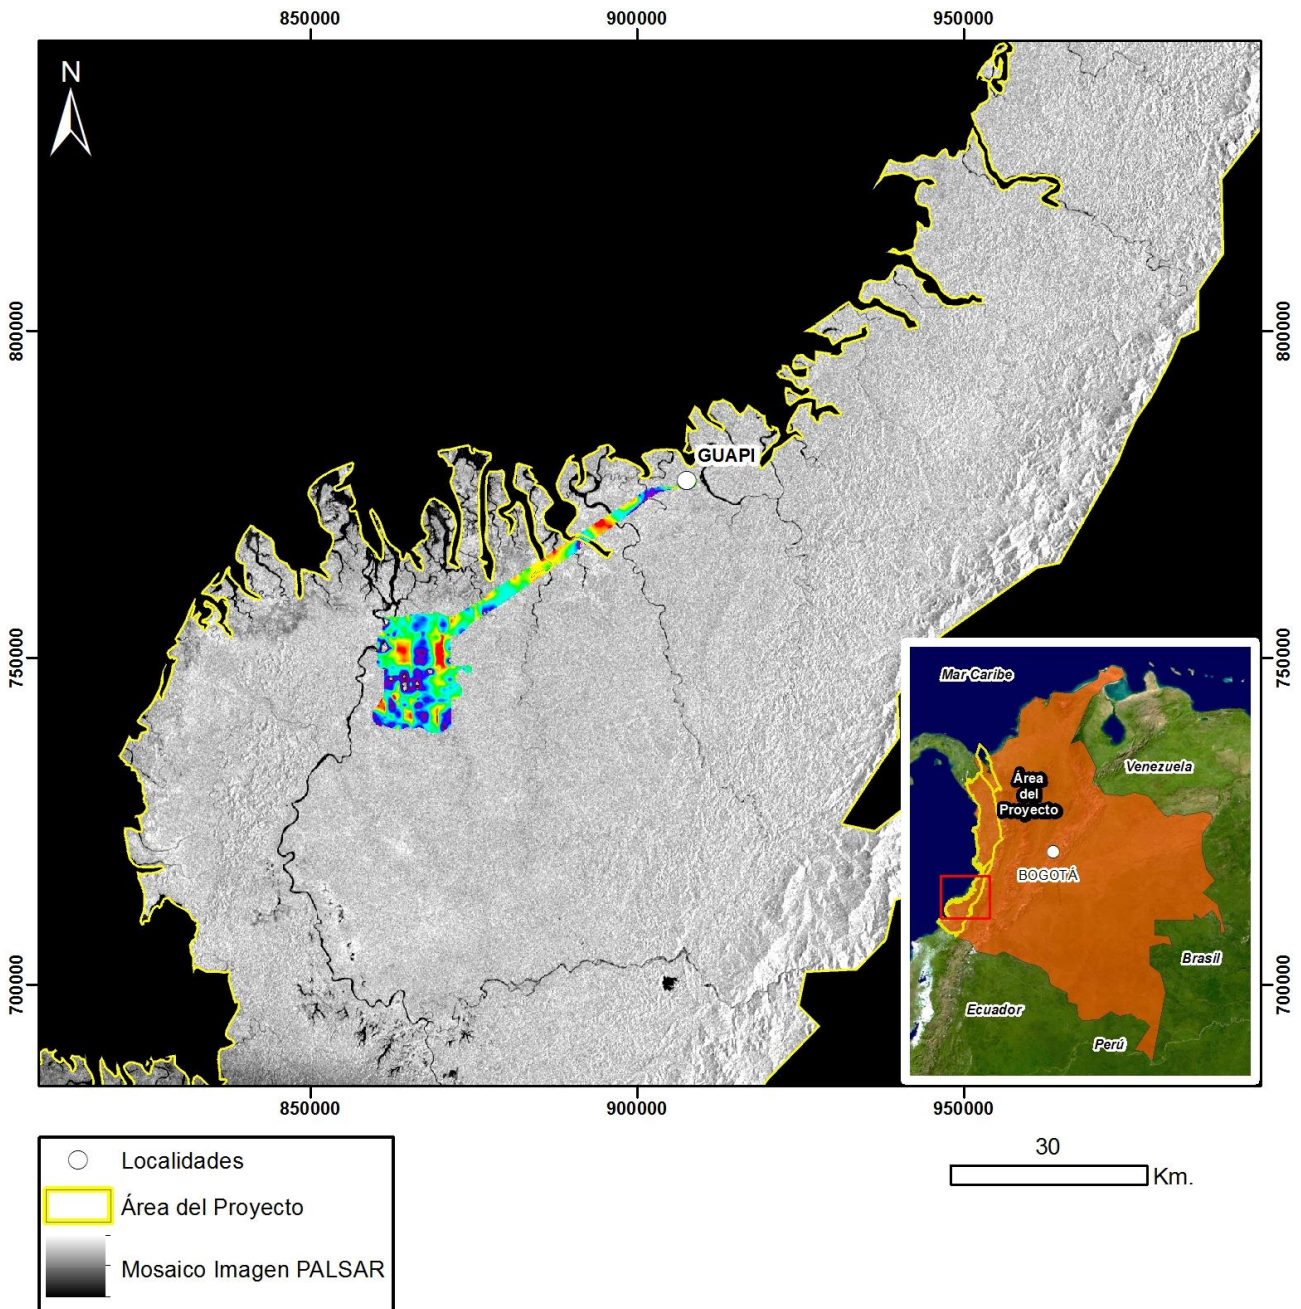 850000
900000
950000
N
800000
800000
GUAPI
750000
750000
Mar Caribe
Venezuela
Área
del
Proyecto
BOGOTÁ
Brasil
Ecuador
Perú
700000
700000
850000
900000
950000
Localidades
Área del Proyecto
Mosaico Imagen PALSAR
30
Km.